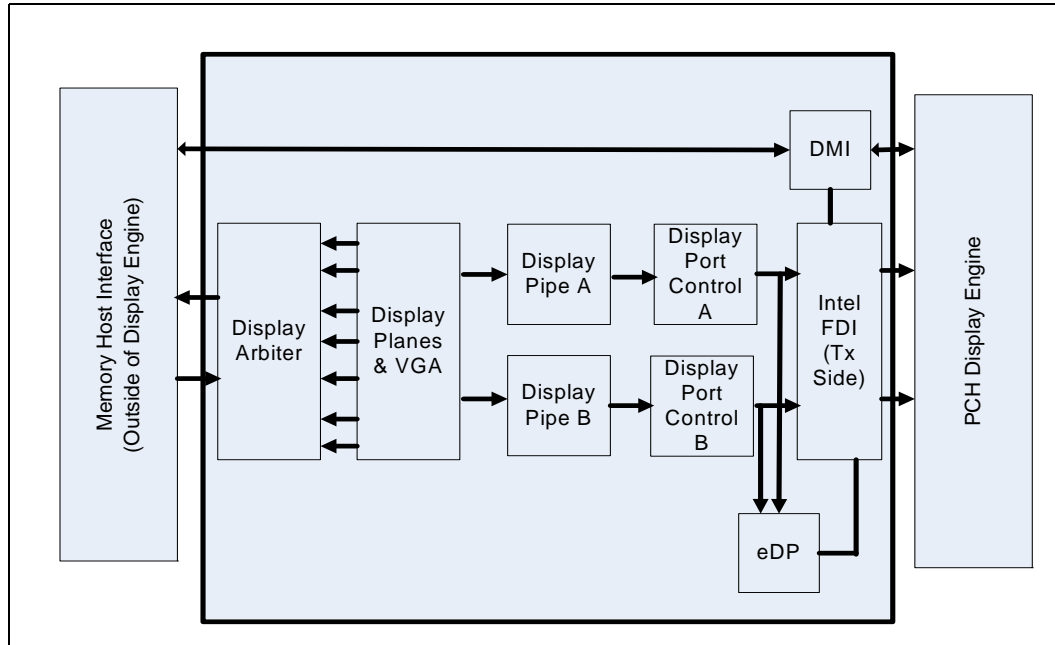 Memory Host Interface
(Outside of Display Engine)
Display
Arbiter
Display
Planes
& VGA
Display
Pipe A
Display
Pipe B
Display
Port
Control
A
Display
Port
Control
B
DMI
Intel
FDI
(Tx
Side)
eDP
PCH Display Engine